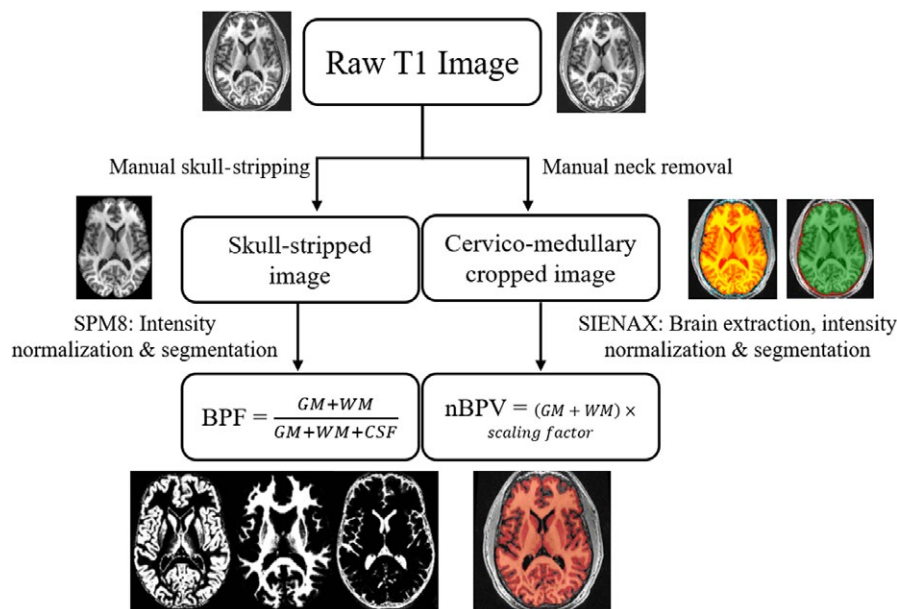 Raw T1 Image
Manual skull-stripping
Manual neck removal
Skull-stripped
image
Cervico-medullary
cropped image
SPM8: Intensity
normalization & segmentation
SIENAX: Brain extraction, intensity
normalization & segmentation
BPF = GM+WM
GM+WM+CSF
nBPV = (GM + WM) ×
scaling factor